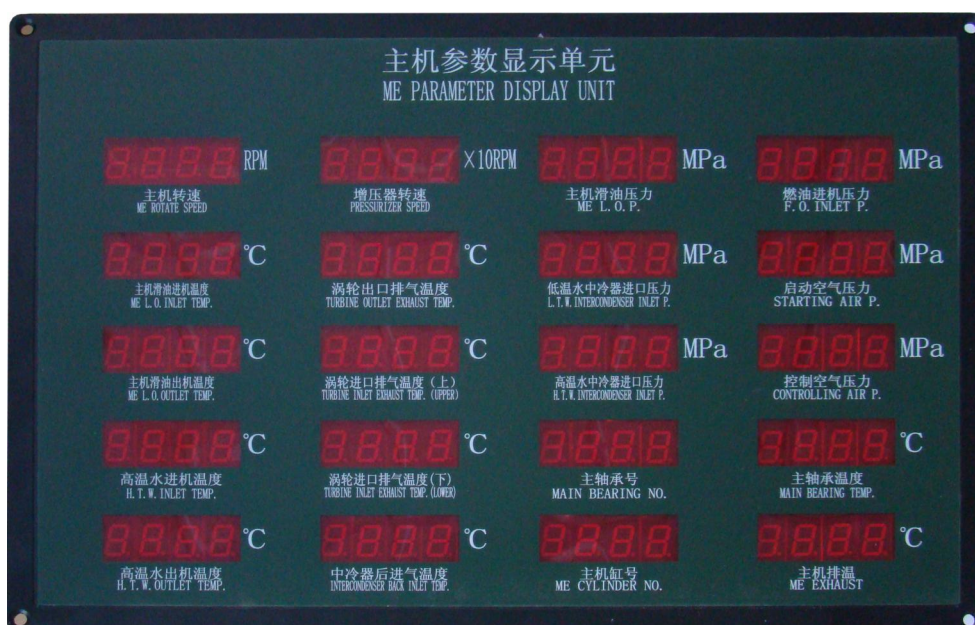 主机参数显示单元
ME PARAMETER DISPLAY UNIT
RPM
×10RPM
MPa
MPa
主机转速
增压器转速
主机滑油压力
燃油进机压力
ME ROTATE SPEED
PRESSURIZER SPEED
ME L.O.P.
F.O.INLET P.
℃
℃
MPa
MPa
主机滑油进机温度
涡轮出口排气温度
低温水中冷器进口压力
启动空气压力
ME L.O.INLET TEMP.
TURBINE OUTLET EXHAUST TEMP.
L.T.W.INTERCONDENSER INLET P.
STARTING AIR P.
℃
℃
MPa
MPa
主机滑油出机温度
涡轮进口排气温度(上)
高温水中冷器进口压力
控制空气压力
ME L.O.OUTLET TEMP.
TURBINE INLET EXHAUST TEMP.(UPPER)
H.T.W.INTERCONDENSER INLET P.
CONTROLLING AIR P.
℃
℃
℃
高温水进机温度
涡轮进口排气温度(下)
主轴承号
主轴承温度
H.T.W.INLET TEMP.
TURBINE INLET EXHAUST TEMP.(LOWER)
MAIN BEARING NO.
MAIN BEARING TEMP.
℃
℃
℃
高温水出机温度
中冷器后进气温度
主机缸号
主机排温
H.T.W.OUTLET TEMP.
INTERCONDENSER BACK INLET TEMP.
ME CYLINDER NO.
ME EXHAUST